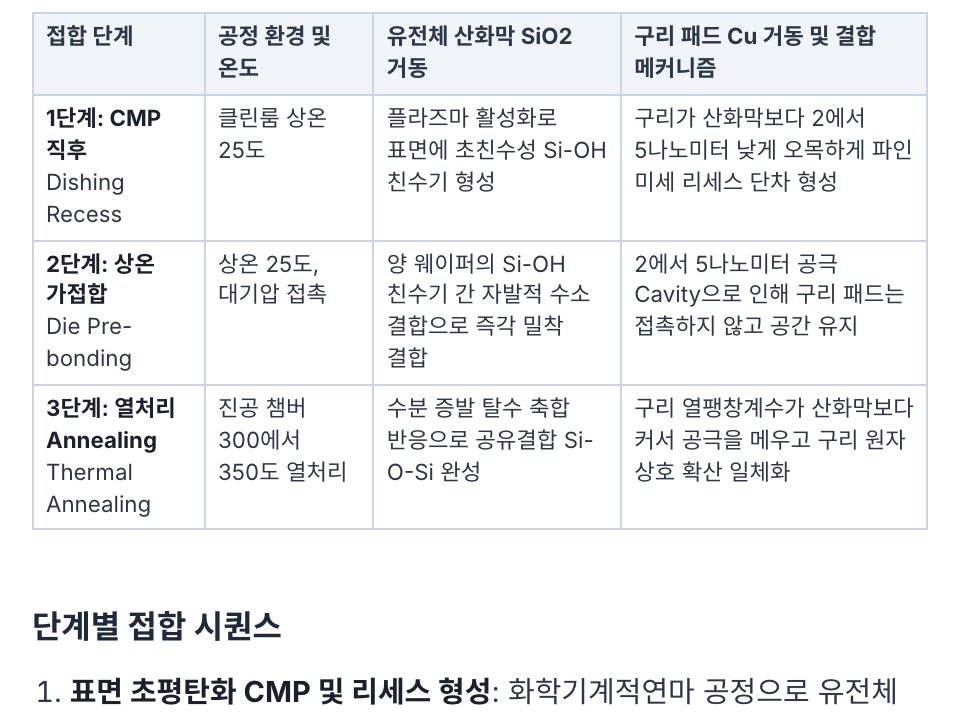 접합 단계
공정 환경 및
온도
유전체 산화막 SiO2
거동
구리 패드 Cu 거동 및 결합
메커니즘
1단계: CMP
직후
Dishing
Recess
클린룸 상온
25도
플라즈마 활성화로
표면에 초친수성 Si-OH
친수기 형성
구리가 산화막보다 2에서
5나노미터 낮게 오목하게 파인
미세 리세스 단차 형성
2단계: 상온
가접합
Die Pre-
bonding
상온 25도,
대기압 접촉
양 웨이퍼의 Si-OH
친수기 간 자발적 수소
결합으로 즉각 밀착
결합
2에서 5나노미터 공극
Cavity으로 인해 구리 패드는
접촉하지 않고 공간 유지
3단계: 열처리
Annealing
Thermal
Annealing
진공 챔버
300에서
350도 열처리
수분 증발 탈수 축합
반응으로 공유결합 Si-
O-Si 완성
구리 열팽창계수가 산화막보다
커서 공극을 메우고 구리 원자
상호 확산 일체화
단계별 접합 시퀀스
1. 표면 초평탄화 CMP 및 리세스 형성: 화학기계적연마 공정으로 유전체